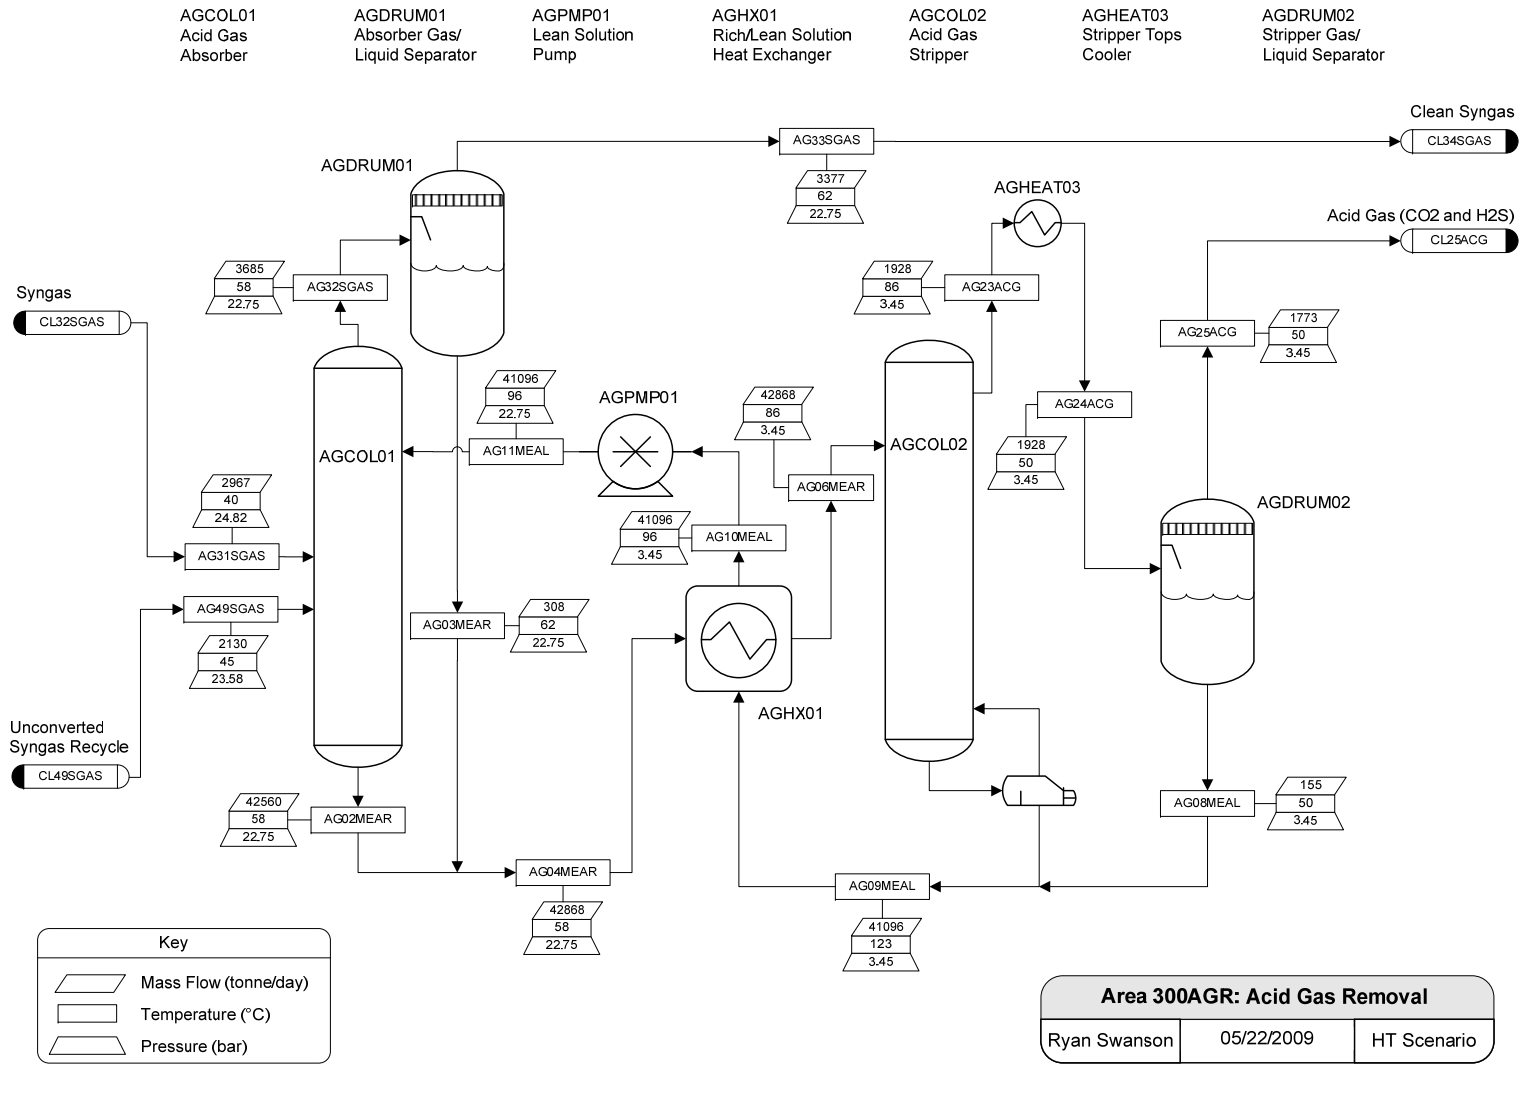 AGCOL01
Acid Gas
Absorber
AGDRUM01
Absorber Gas/
Liquid Separator
AGPMP01
Lean Solution
Pump
AGHX01
Rich/Lean Solution
Heat Exchanger
AGCOL02
Acid Gas
Stripper
AGHEAT03
Stripper Tops
Cooler
AGDRUM02
Stripper Gas/
Liquid Separator
Clean Syngas
CL34SGAS
AG33SGAS
3377
62
22.75
AGDRUM01
AGHEAT03
Acid Gas (CO2 and H2S)
CL25ACG
3685
58
22.75
AG32SGAS
1928
86
3.45
AG23ACG
Syngas
CL32SGAS
AG25ACG
1773
50
3.45
41096
96
22.75
AGPMP01
42868
86
3.45
AG24ACG
1928
50
3.45
AGCOL01
AG11MEAL
AGCOL02
AG06MEAR
2967
40
24.82
AG31SGAS
41096
96
3.45
AG10MEAL
AGDRUM02
AG49SGAS
2130
45
23.58
AG03MEAR
308
62
22.75
AGHX01
Unconverted
Syngas Recycle
CL49SGAS
42560
58
22.75
AG02MEAR
AG08MEAL
155
50
3.45
AG04MEAR
42868
58
22.75
AG09MEAL
41096
123
3.45
Key
Mass Flow (tonne/day)
Temperature (°C)
Pressure (bar)
Area 300AGR: Acid Gas Removal
Ryan Swanson
05/22/2009
HT Scenario